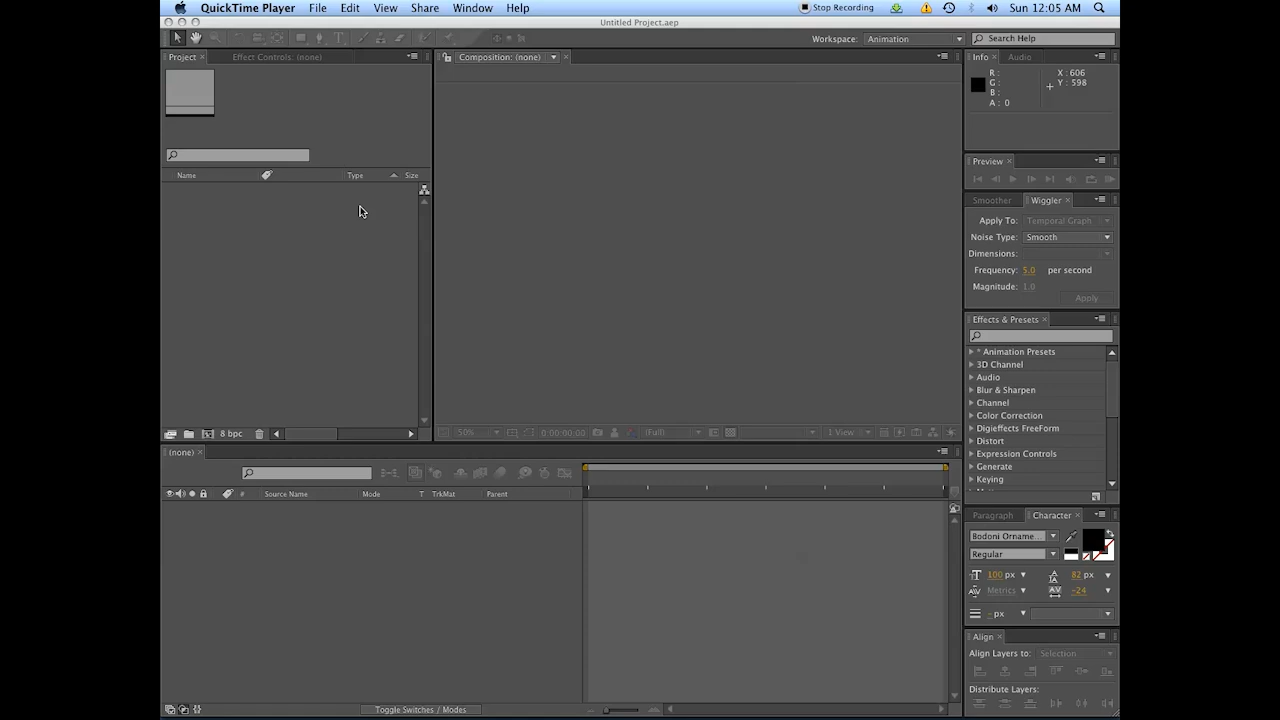 QuickTime Player File Edit View Share Window Help Stop Recording Sun 12:05 AM
Untitled Project.aep
Workspace: Animation Search Help
Project Effect Controls: (none) Composition: (none) Info Audio
R: X: 606
G: Y: 598
B:
A: 0
Preview
Name Type Size
Smoother Wiggler
Apply To: Temporal Graph
Noise Type: Smooth
Dimensions:
Frequency: 5.0 per second
Magnitude: 1.0
Apply
Effects & Presets
* Animation Presets
3D Channel
Audio
Blur & Sharpen
Channel
Color Correction
Digieffects FreeForm
Distort
Expression Controls
Generate
Keying
8 bpc 50% 0:00:00:00 (Full) 1 View
(none)
# Source Name Mode T TrkMat Parent
Paragraph Character
Bodoni Orname...
Regular
100 px 82 px
Metrics -24
- px
Align
Align Layers to: Selection
Distribute Layers:
Toggle Switches / Modes